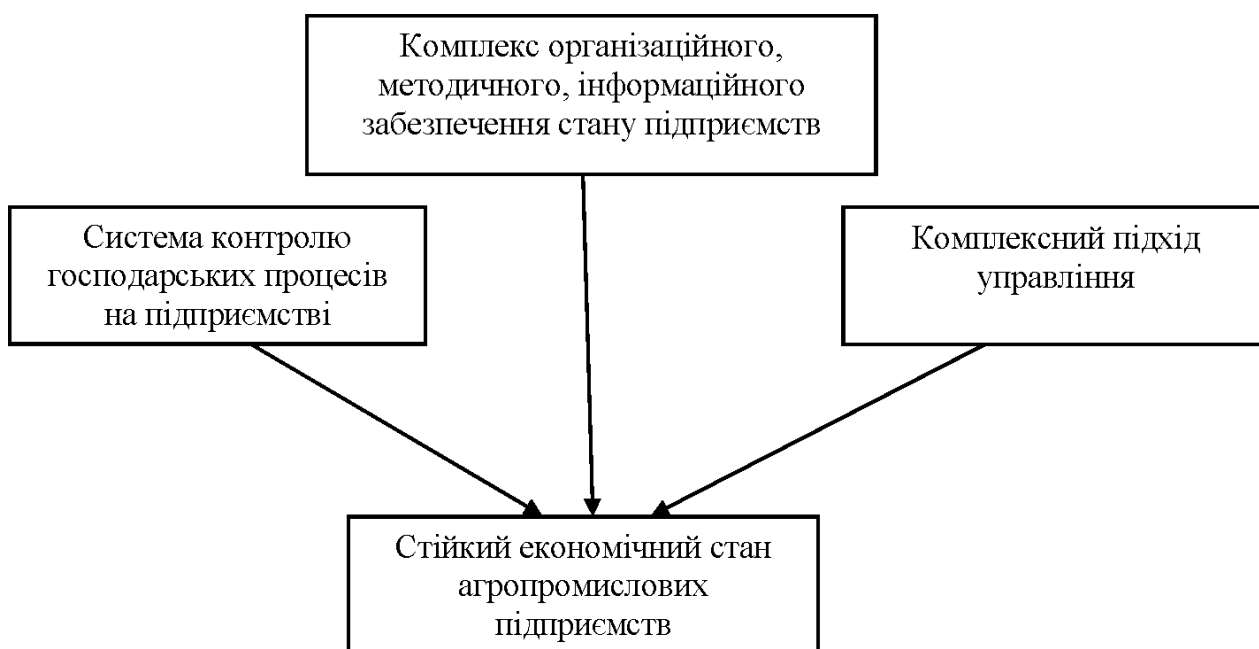 Комплекс організаційного,
методичного, інформаційного
забезпечення стану підприємств
Система контролю
господарських процесів
на підприємстві
Комплексний підхід
управління
Стійкий економічний стан
агропромислових
підприємств